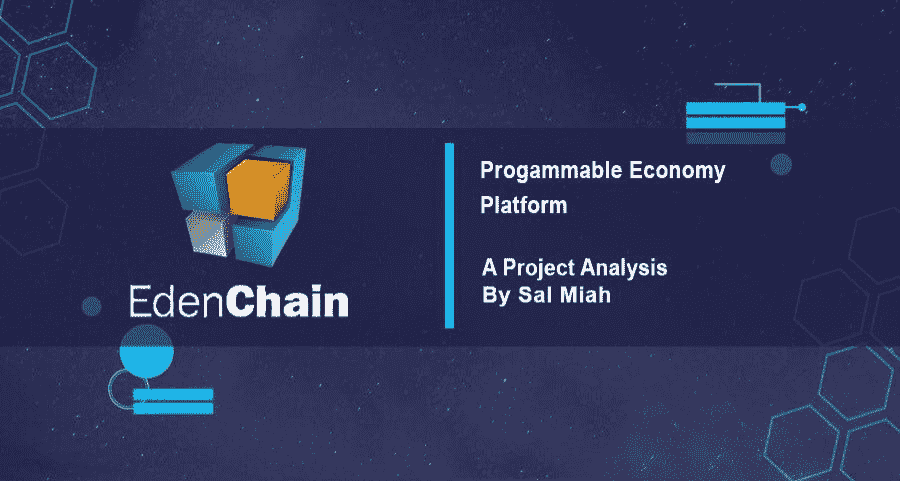 EdenChain
Progammable Economy
Platform
A Project Analysis
By Sal Miah